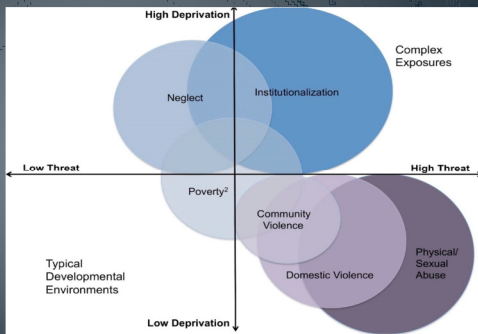 High Deprivation
Complex
Exposures
Neglect
Institutionalization
Low Threat
High Threat
Poverty²
Community
Violence
Physical/
Sexual
Abuse
Domestic Violence
Typical
Developmental
Environments
Low Deprivation